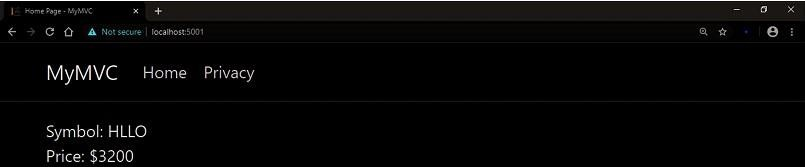 Home Page - MyMVC
Not secure | localhost:5001
MyMVC Home Privacy
Symbol: HLLO
Price: $3200